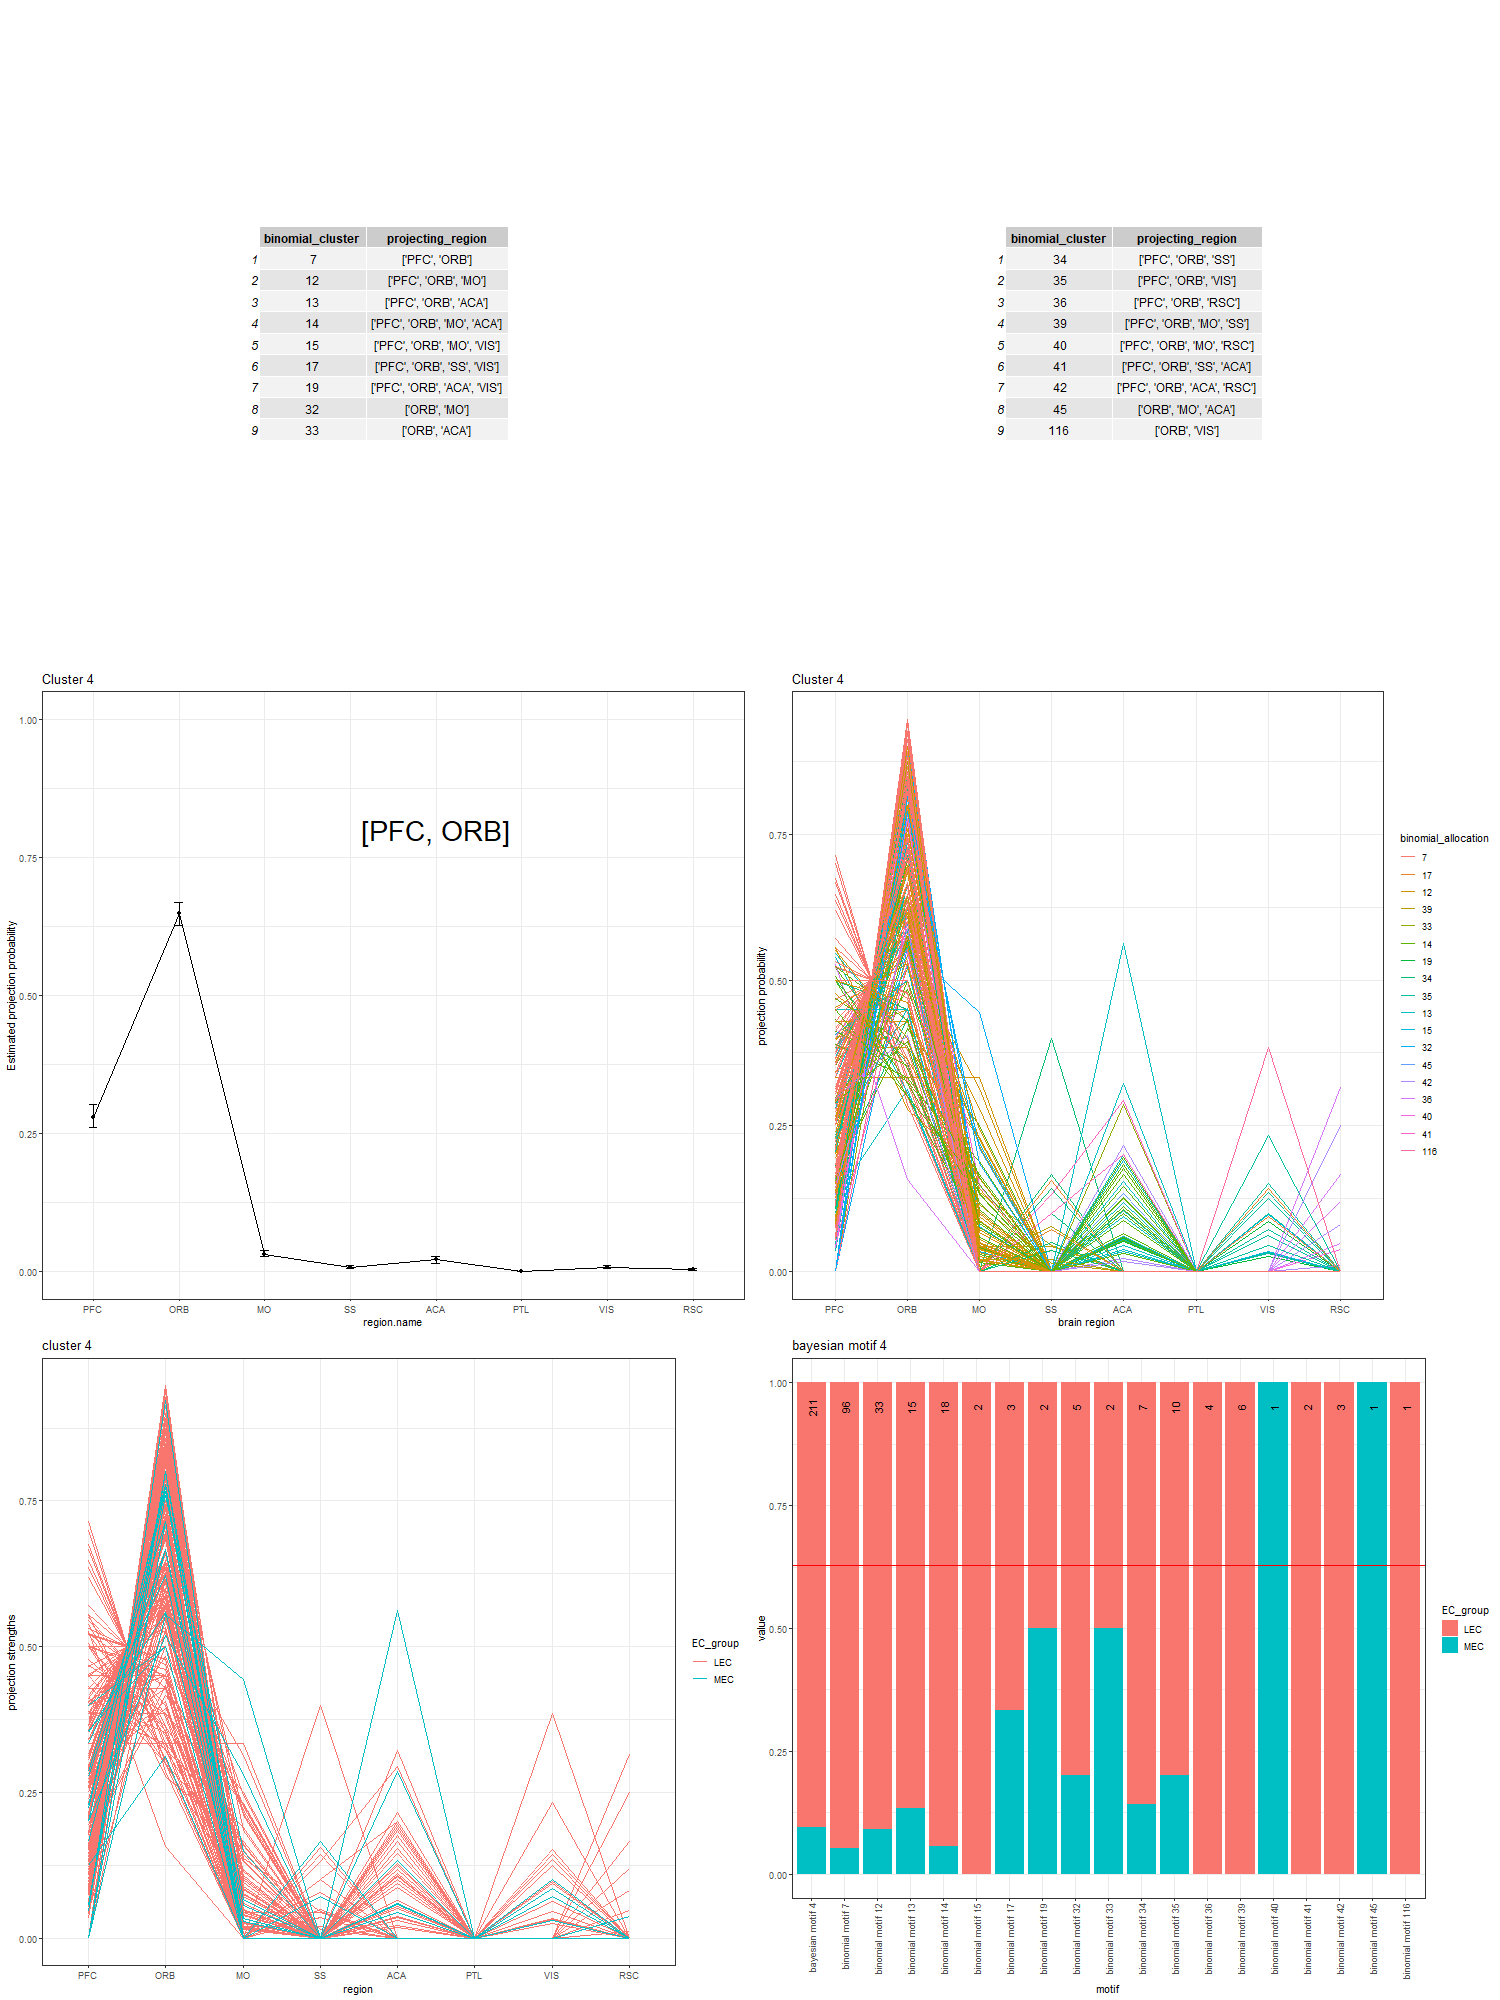 binomial_cluster projecting_region
1 7 ['PFC', 'ORB']
2 12 ['PFC', 'ORB', 'MO']
3 13 ['PFC', 'ORB', 'ACA']
4 14 ['PFC', 'ORB', 'MO', 'ACA']
5 15 ['PFC', 'ORB', 'MO', 'VIS']
6 17 ['PFC', 'ORB', 'SS', 'VIS']
7 19 ['PFC', 'ORB', 'ACA', 'VIS']
8 32 ['ORB', 'MO']
9 33 ['ORB', 'ACA']
binomial_cluster projecting_region
1 34 ['PFC', 'ORB', 'SS']
2 35 ['PFC', 'ORB', 'VIS']
3 36 ['PFC', 'ORB', 'RSC']
4 39 ['PFC', 'ORB', 'MO', 'SS']
5 40 ['PFC', 'ORB', 'MO', 'RSC']
6 41 ['PFC', 'ORB', 'SS', 'ACA']
7 42 ['PFC', 'ORB', 'ACA', 'RSC']
8 45 ['ORB', 'MO', 'ACA']
9 116 ['ORB', 'VIS']
Cluster 4
[PFC, ORB]
Estimated projection probability
1.00
0.75
0.50
0.25
0.00
PFC ORB MO SS ACA PTL VIS RSC
region.name
Cluster 4
projection probability
0.75
0.50
0.25
0.00
PFC ORB MO SS ACA PTL VIS RSC
brain region
binomial_allocation
7
17
12
39
33
14
19
34
35
13
15
32
45
42
36
40
41
116
cluster 4
projection strengths
0.75
0.50
0.25
0.00
PFC ORB MO SS ACA PTL VIS RSC
region
EC_group
LEC
MEC
bayesian motif 4
value
1.00
0.75
0.50
0.25
0.00
211 96 33 15 18 2 3 2 5 2 7 10 4 6 1 2 3 1 1
bayesian motif 4
binomial motif 7
binomial motif 12
binomial motif 13
binomial motif 14
binomial motif 15
binomial motif 17
binomial motif 19
binomial motif 32
binomial motif 33
binomial motif 34
binomial motif 35
binomial motif 36
binomial motif 39
binomial motif 40
binomial motif 41
binomial motif 42
binomial motif 45
binomial motif 116
motif
EC_group
LEC
MEC